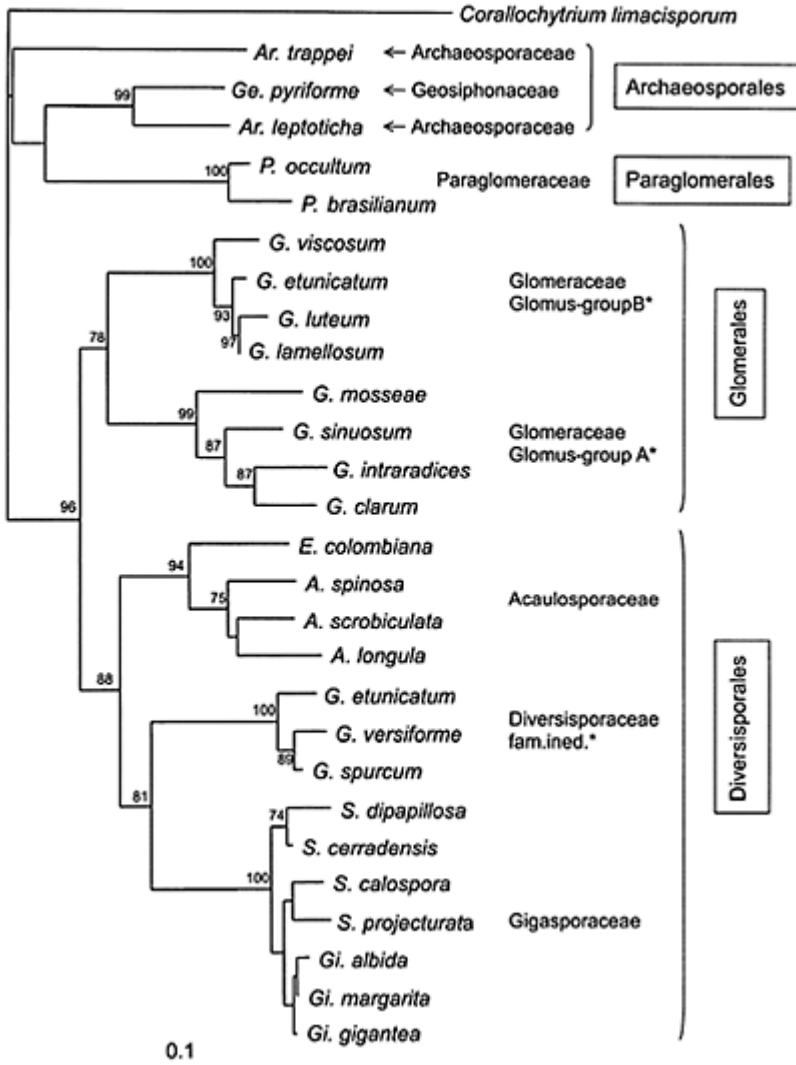 Corallochytrium limacisporum
Ar. trappei ← Archaeosporaceae
99 Ge. pyriforme ← Geosiphonaceae
Archaeosporales
Ar. leptoticha ← Archaeosporaceae
100 P. occultum
Paraglomeraceae Paraglomerales
P. brasilianum
G. viscosum
100
G. etunicatum Glomeraceae
Glomus-groupB*
93 G. luteum
97 G. lamellosum
78
Glomerales
G. mosseae
99
87 G. sinuosum Glomeraceae
Glomus-group A*
87 G. intraradices
G. clarum
96
E. colombiana
94
75 A. spinosa
Acaulosporaceae
A. scrobiculata
A. longula
88
G. etunicatum
100
G. versiforme Diversisporaceae
fam.ined.*
89 G. spurcum
Diversisporales
81
74 S. dipapillosa
S. cerradensis
100
S. calospora
S. projecturata Gigasporaceae
Gi. albida
Gi. margarita
Gi. gigantea
0.1